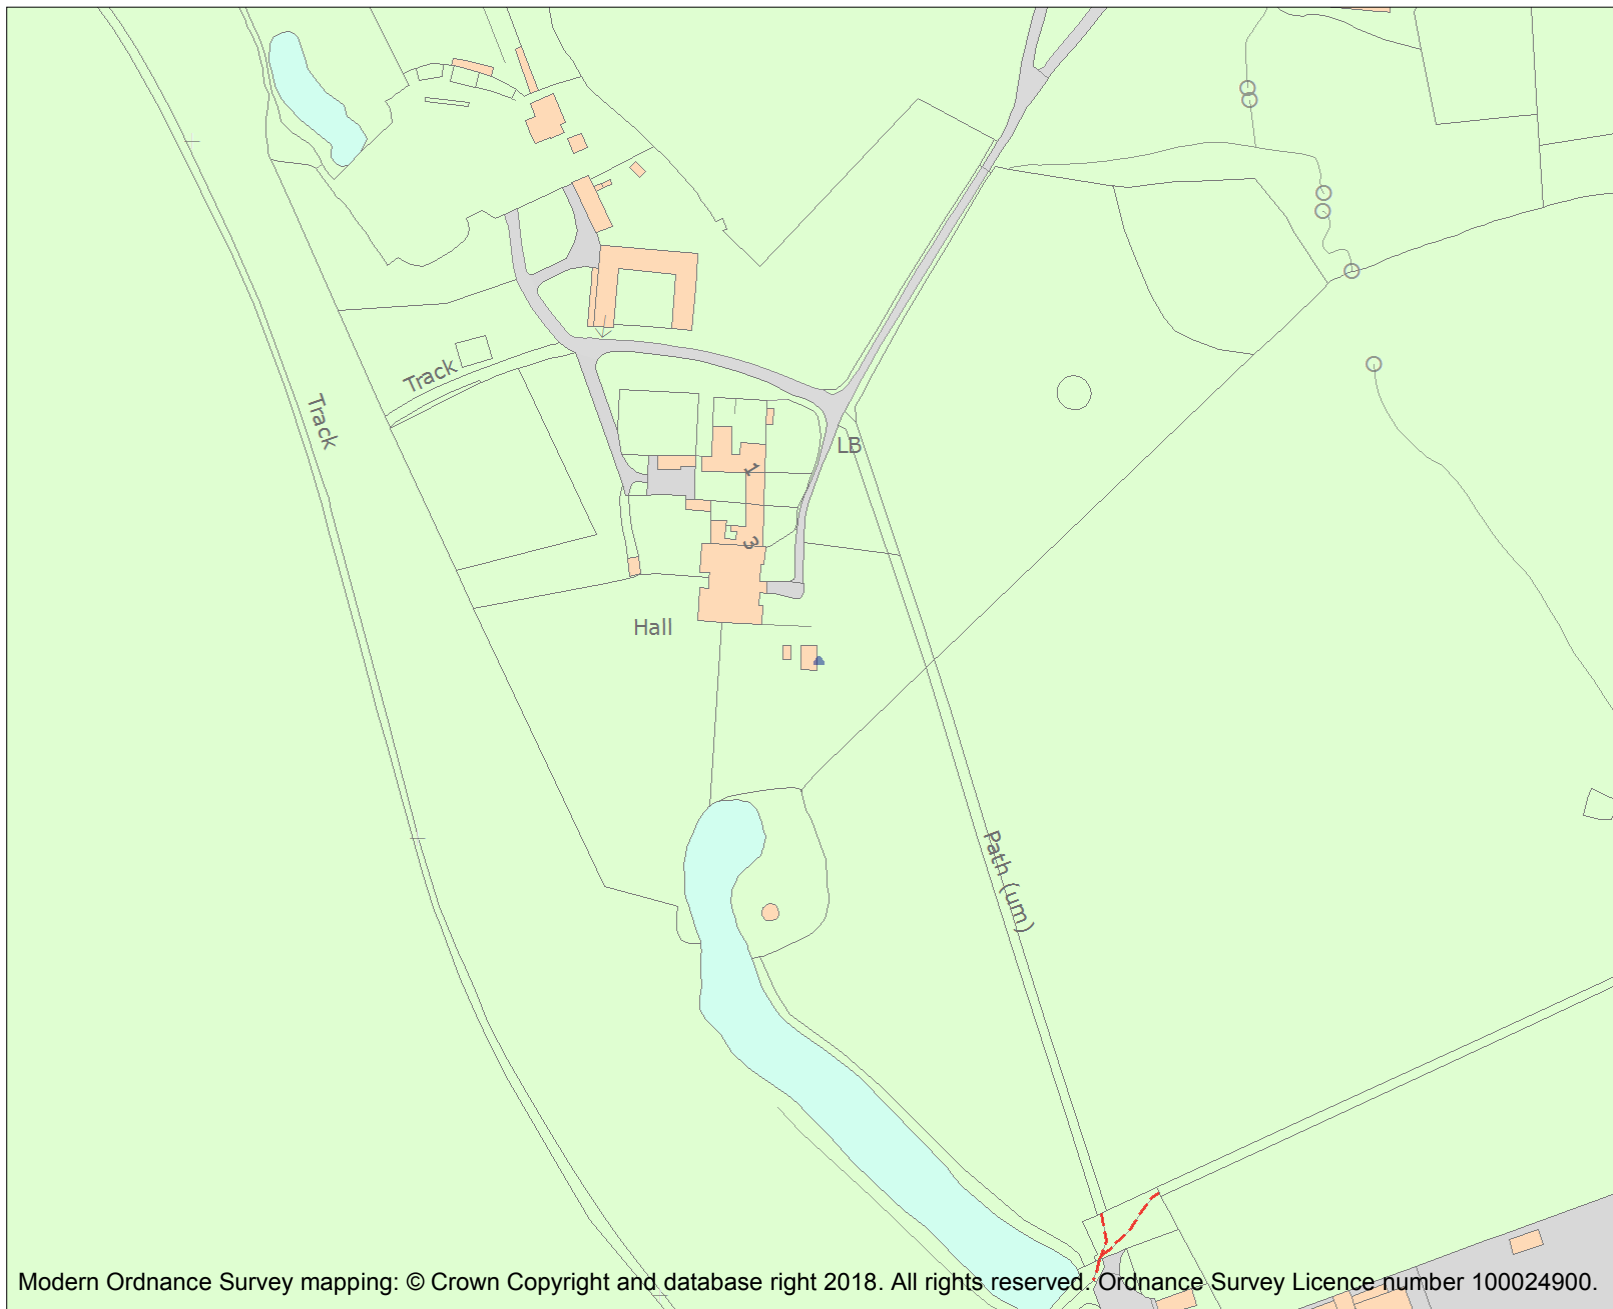 Track
Track
LB
1
3
Hall
Path (um)
Modern Ordnance Survey mapping: © Crown Copyright and database right 2018. All rights reserved. Ordnance Survey Licence number 100024900.